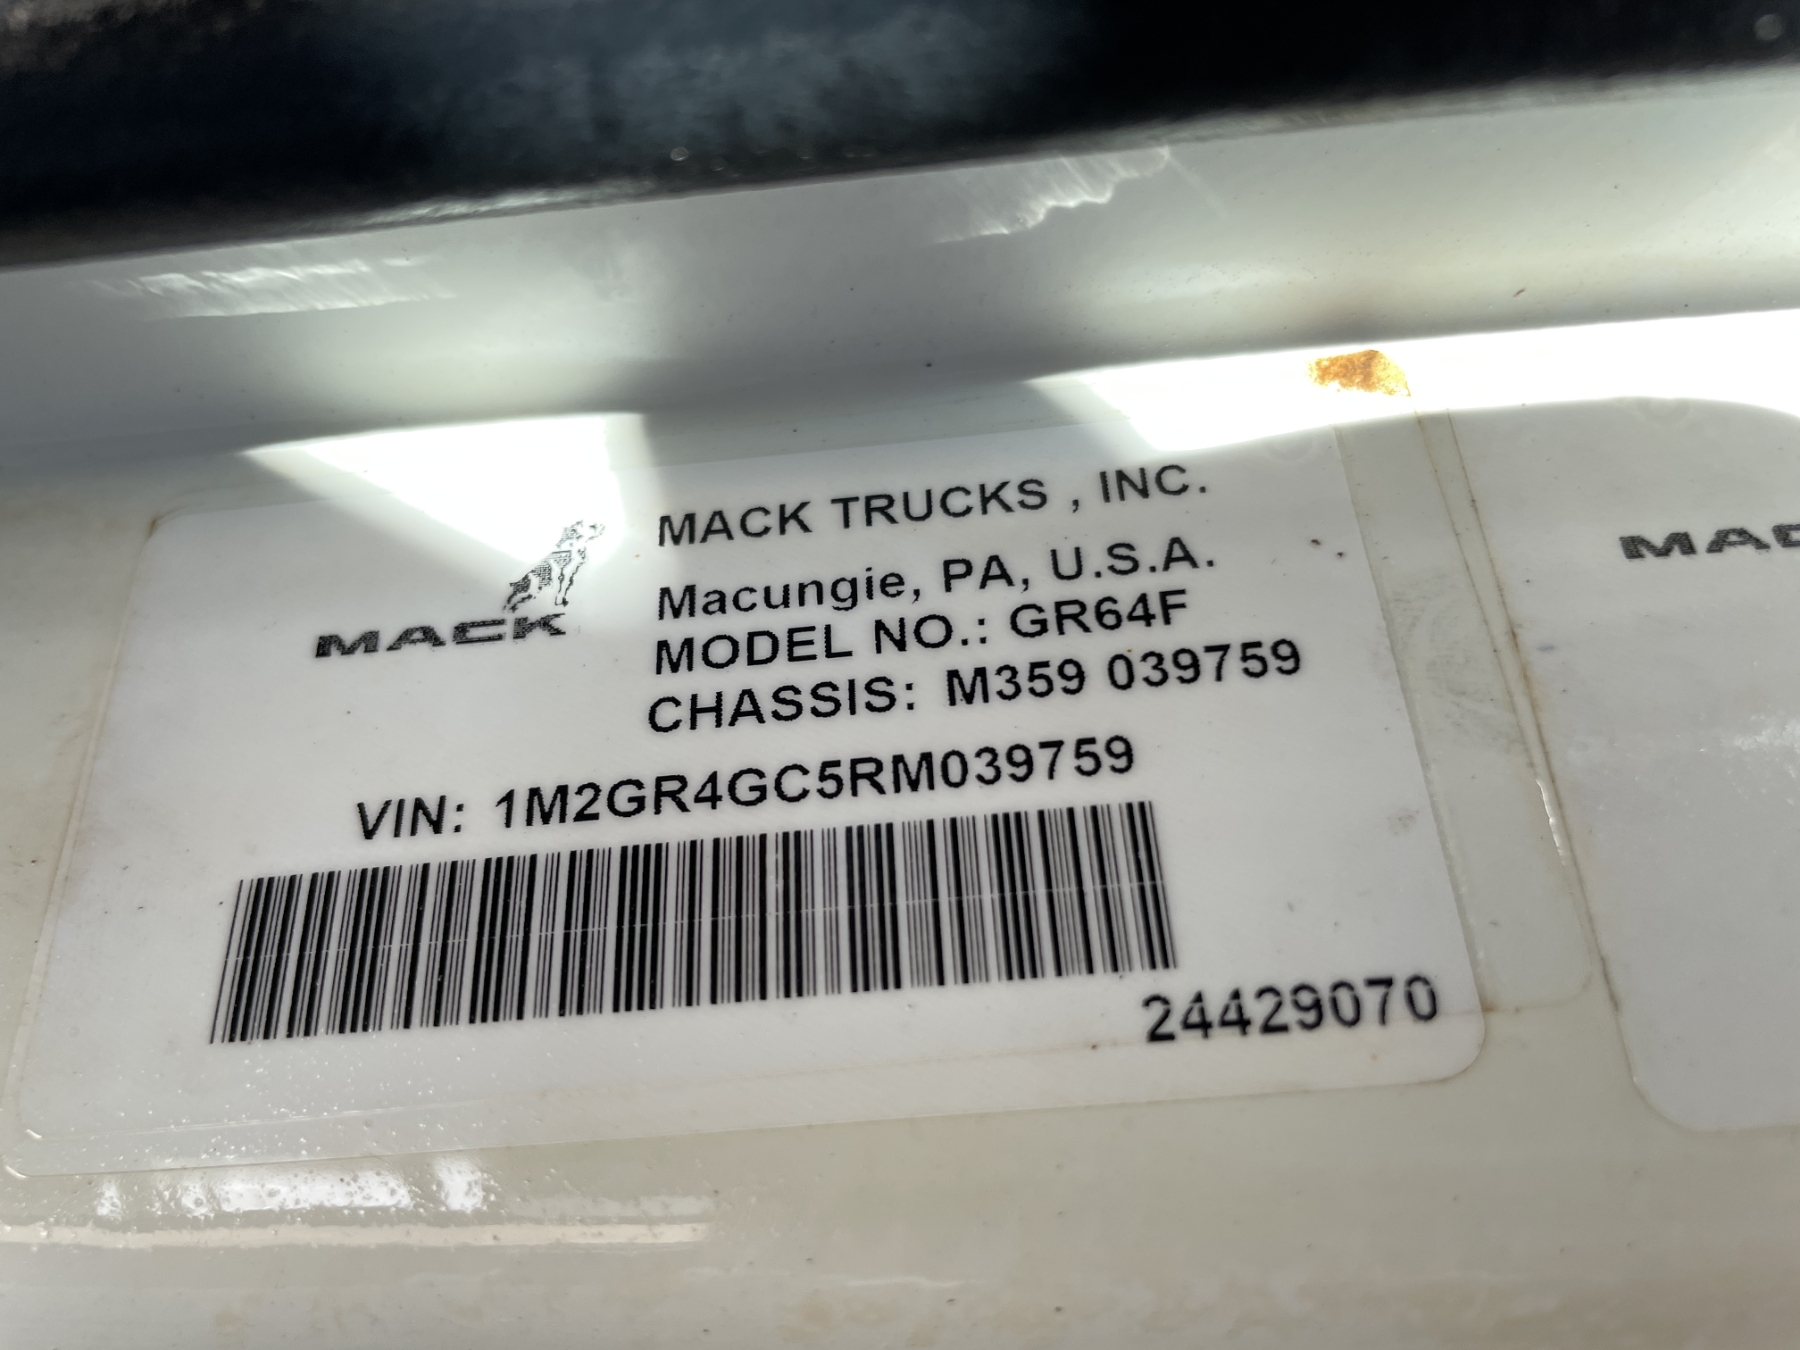 MACK
MACK TRUCKS , INC.
Macungie, PA, U.S.A.
MODEL NO.: GR64F
CHASSIS: M359 039759
VIN: 1M2GR4GC5RM039759
24429070